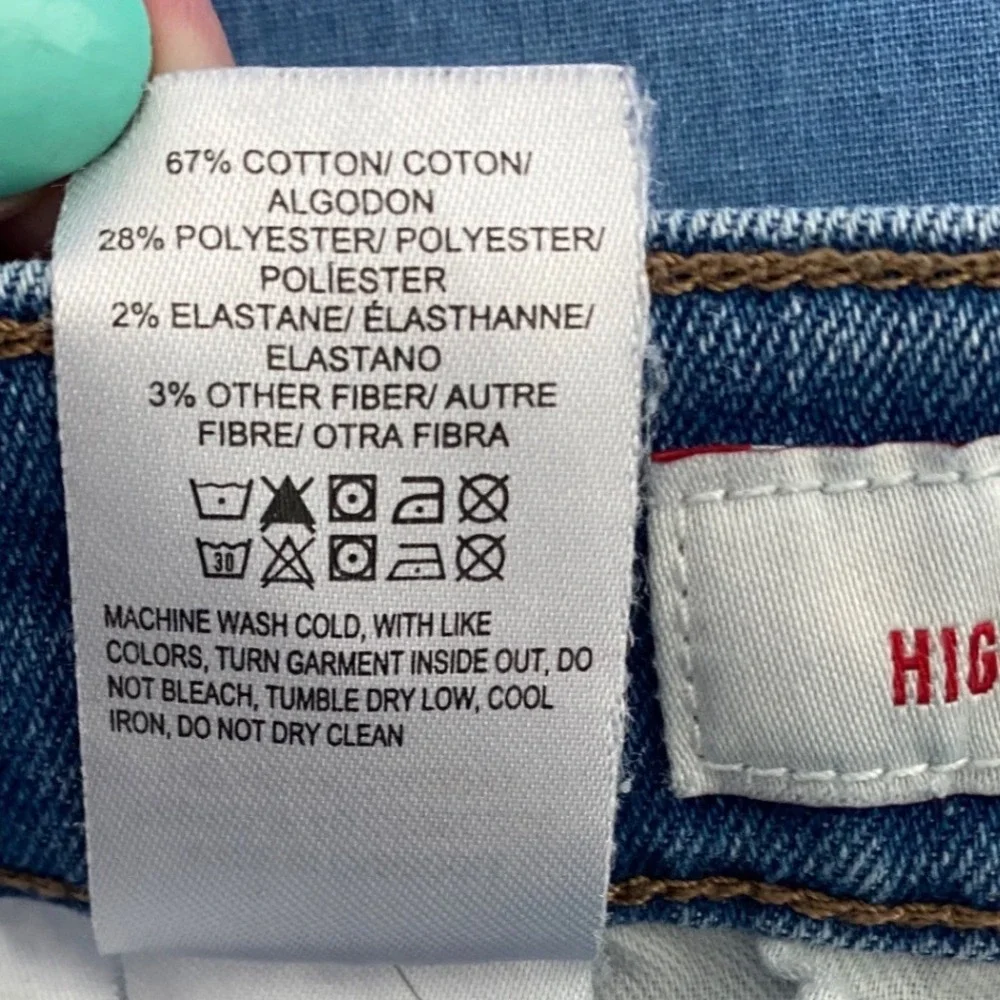 67% COTTON/ COTON/
ALGODON
28% POLYESTER/ POLYESTER/
POLÍESTER
2% ELASTANE/ ÉLASTHANNE/
ELASTANO
3% OTHER FIBER/ AUTRE
FIBRE/ OTRA FIBRA
30
MACHINE WASH COLD, WITH LIKE
COLORS, TURN GARMENT INSIDE OUT, DO
NOT BLEACH, TUMBLE DRY LOW, COOL
IRON, DO NOT DRY CLEAN
HIG